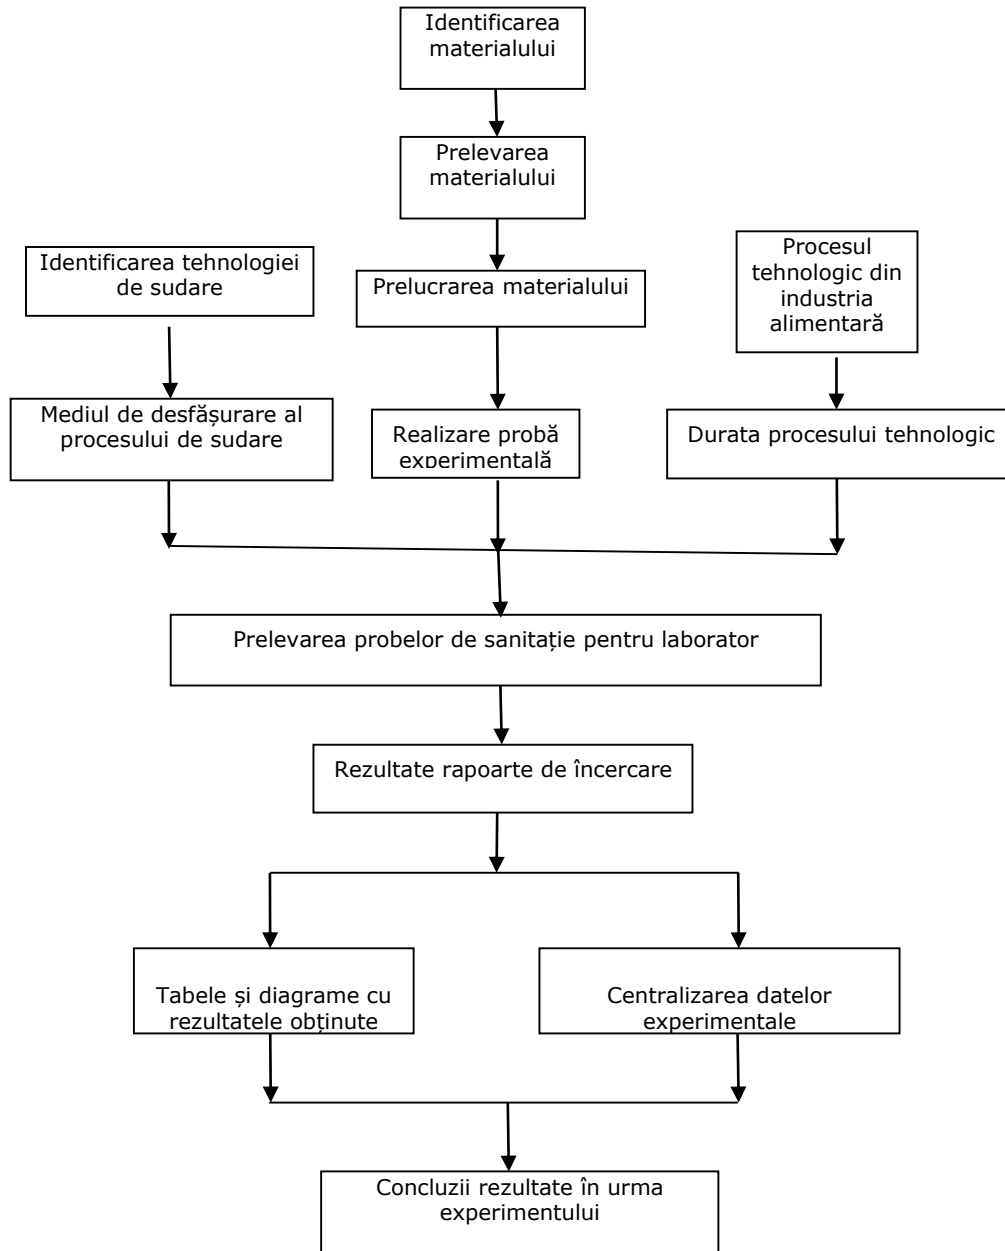 Identificarea
materialului
Prelevarea
materialului
Identificarea tehnologiei
de sudare
Prelucrarea materialului
Procesul
tehnologic din
industria
alimentară
Mediul de desfășurare al
procesului de sudare
Realizare probă
experimentală
Durata procesului tehnologic
Prelevarea probelor de sanitație pentru laborator
Rezultate rapoarte de încercare
Tabele și diagrame cu
rezultatele obținute
Centralizarea datelor
experimentale
Concluzii rezultate în urma
experimentului